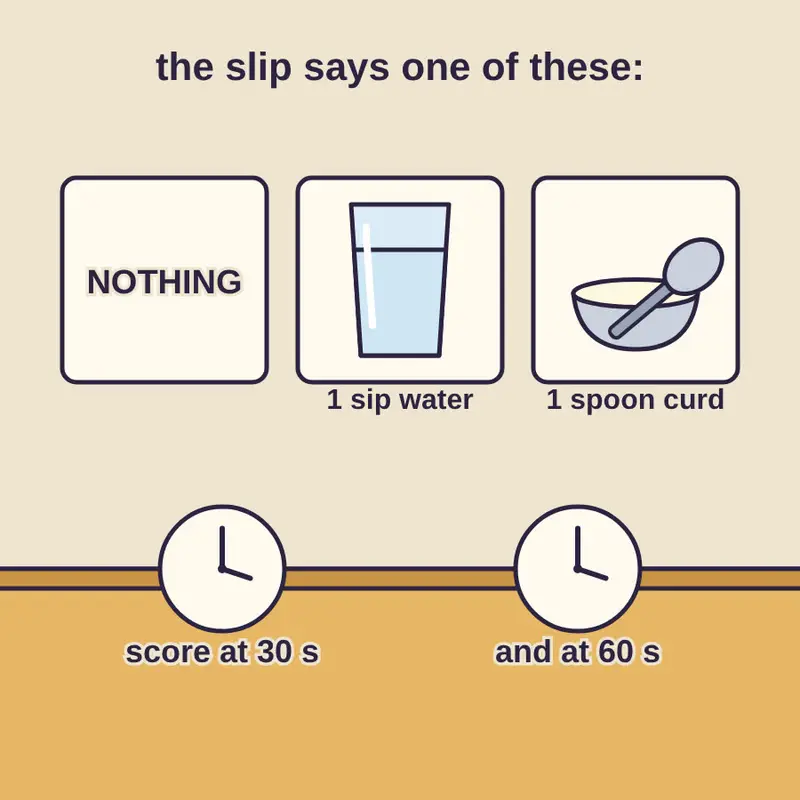 the slip says one of these:
NOTHING
1 sip water
1 spoon curd
score at 30 s
and at 60 s